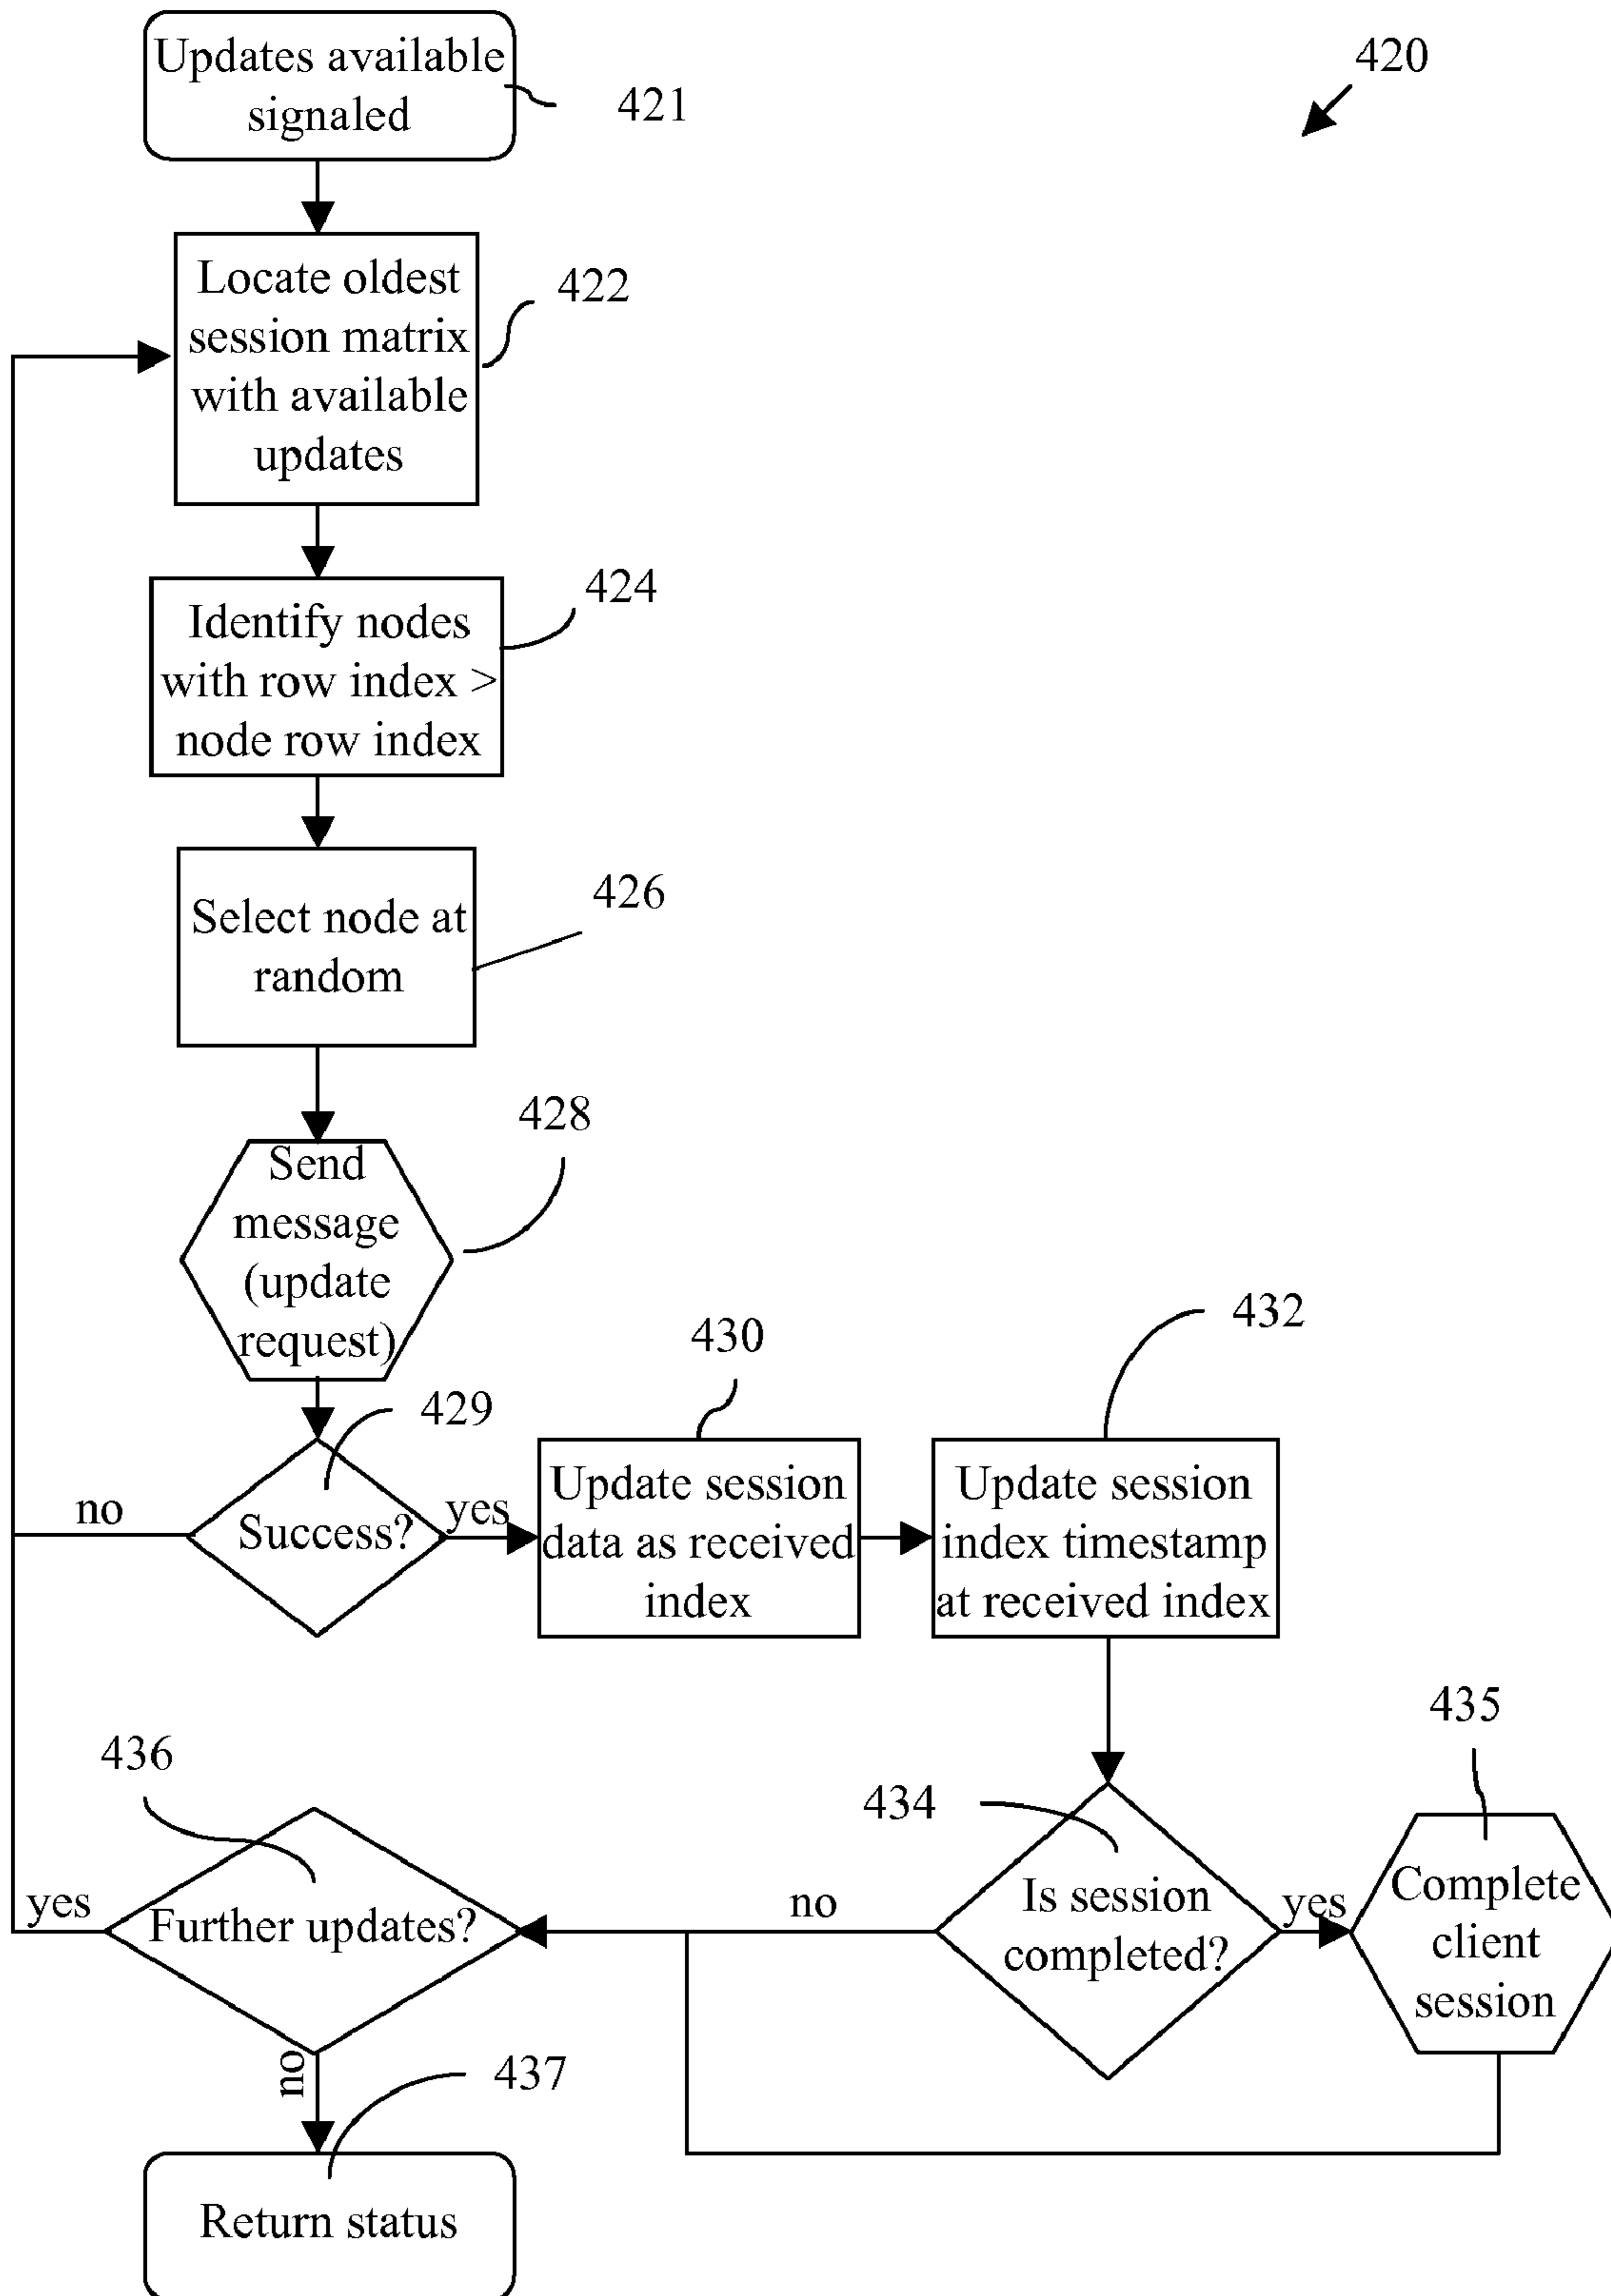 Updates available
signaled
421
420
Locate oldest
session matrix
with available
updates
422
Identify nodes
with row index >
node row index
424
Select node at
random
426
Send
message
(update
request)
428
429
Success?
no
yes
430
Update session
data as received
index
432
Update session
index timestamp
at received index
434
Is session
completed?
no
yes
435
Complete
client
session
436
Further updates?
yes
no
437
Return status